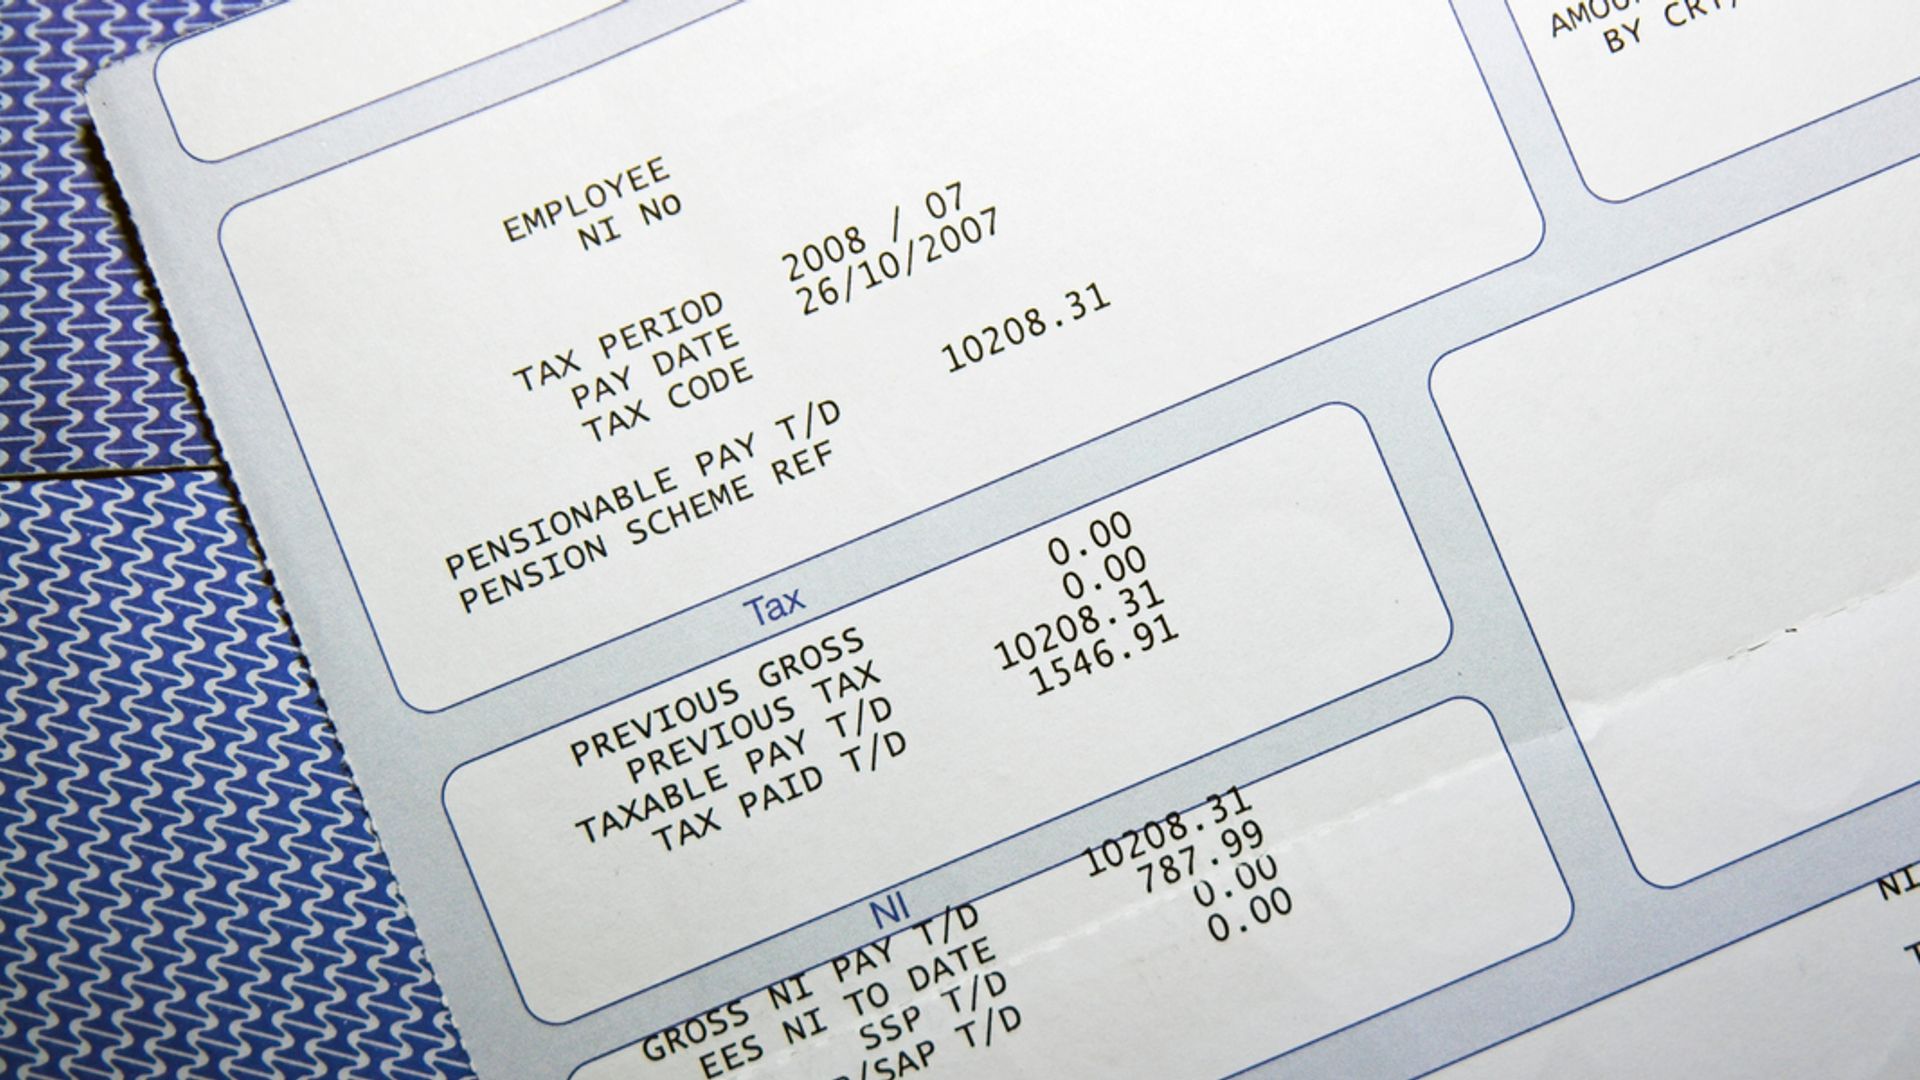 AMOU
BY CR
EMPLOYEE
NI NO
TAX PERIOD 2008 / 07
PAY DATE 26/10/2007
TAX CODE
PENSIONABLE PAY T/D 10208.31
PENSION SCHEME REF
Tax
PREVIOUS GROSS 0.00
PREVIOUS TAX 0.00
TAXABLE PAY T/D 10208.31
TAX PAID T/D 1546.91
NI
GROSS NI PAY T/D 10208.31
EES NI TO DATE 787.99
SSP T/D 0.00
/SAP T/D 0.00
NI